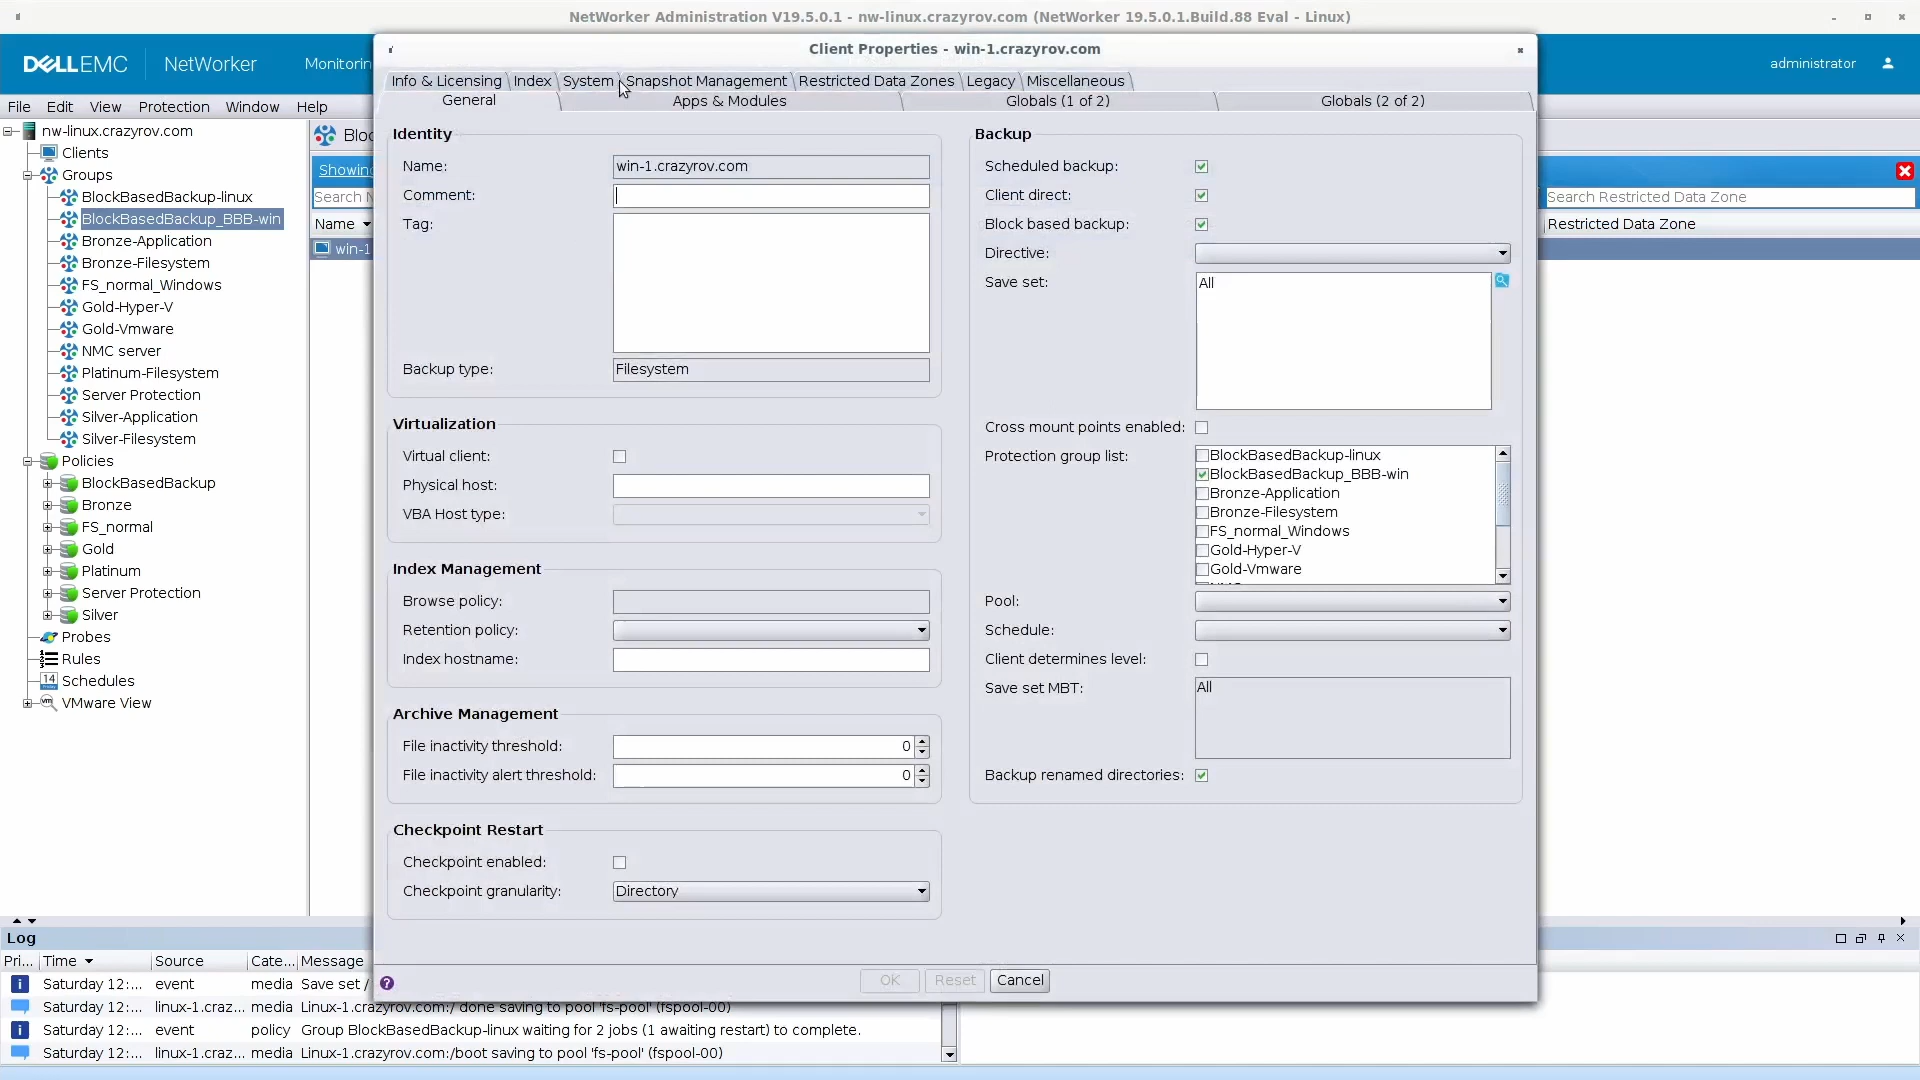 NetWorker Administration V19.5.0.1 - nw-linux.crazyrov.com (NetWorker 19.5.0.1.Build.88 Eval - Linux)
DELLEMC NetWorker Monitorin administrator
File Edit View Protection Window Help
nw-linux.crazyrov.com
Clients
Groups
BlockBasedBackup-linux
BlockBasedBackup_BBB-win
Bronze-Application
Bronze-Filesystem
FS_normal_Windows
Gold-Hyper-V
Gold-Vmware
NMC server
Platinum-Filesystem
Server Protection
Silver-Application
Silver-Filesystem
Policies
BlockBasedBackup
Bronze
FS_normal
Gold
Platinum
Server Protection
Silver
Probes
Rules
14 Schedules
vm VMware View
Bloc
Showing
Search N
Name
win-1
Search Restricted Data Zone
Restricted Data Zone
Client Properties - win-1.crazyrov.com
Info & Licensing Index System Snapshot Management Restricted Data Zones Legacy Miscellaneous
General Apps & Modules Globals (1 of 2) Globals (2 of 2)
Identity
Name: win-1.crazyrov.com
Comment:
Tag:
Backup type: Filesystem
Virtualization
Virtual client:
Physical host:
VBA Host type:
Index Management
Browse policy:
Retention policy:
Index hostname:
Archive Management
File inactivity threshold: 0
File inactivity alert threshold: 0
Checkpoint Restart
Checkpoint enabled:
Checkpoint granularity: Directory
Backup
Scheduled backup:
Client direct:
Block based backup:
Directive:
Save set: All
Cross mount points enabled:
Protection group list: BlockBasedBackup-linux
BlockBasedBackup_BBB-win
Bronze-Application
Bronze-Filesystem
FS_normal_Windows
Gold-Hyper-V
Gold-Vmware
Pool:
Schedule:
Client determines level:
Save set MBT: All
Backup renamed directories:
? OK Reset Cancel
Log
Pri... Time Source Cate... Message
i Saturday 12:... event media Save set /
Saturday 12:... linux-1.craz... media Linux-1.crazyrov.com:/ done saving to pool 'fs-pool' (fspool-00)
i Saturday 12:... event policy Group BlockBasedBackup-linux waiting for 2 jobs (1 awaiting restart) to complete.
Saturday 12:... linux-1.craz... media Linux-1.crazyrov.com:/boot saving to pool 'fs-pool' (fspool-00)